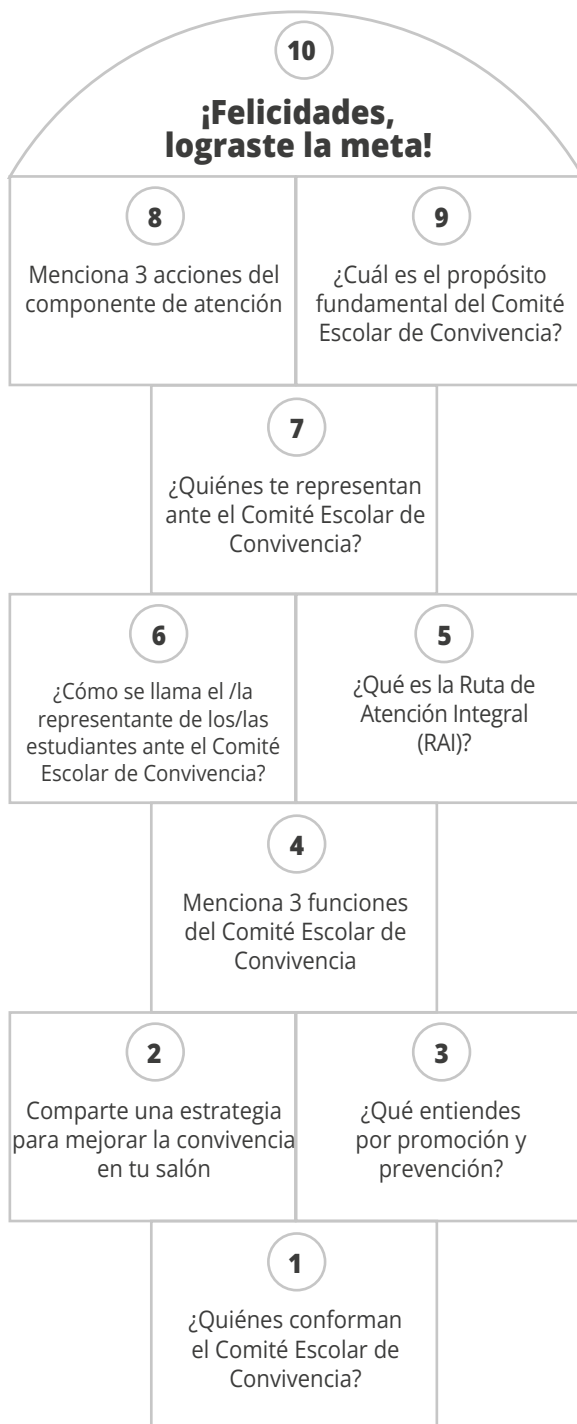 10
¡Felicidades,
lograste la meta!
8
Menciona 3 acciones del
componente de atención
9
¿Cuál es el propósito
fundamental del Comité
Escolar de Convivencia?
7
¿Quiénes te representan
ante el Comité Escolar de
Convivencia?
6
¿Cómo se llama el /la
representante de los/las
estudiantes ante el Comité
Escolar de Convivencia?
5
¿Qué es la Ruta de
Atención Integral
(RAI)?
4
Menciona 3 funciones
del Comité Escolar de
Convivencia
2
Comparte una estrategia
para mejorar la convivencia
en tu salón
3
¿Qué entiendes
por promoción y
prevención?
1
¿Quiénes conforman
el Comité Escolar de
Convivencia?